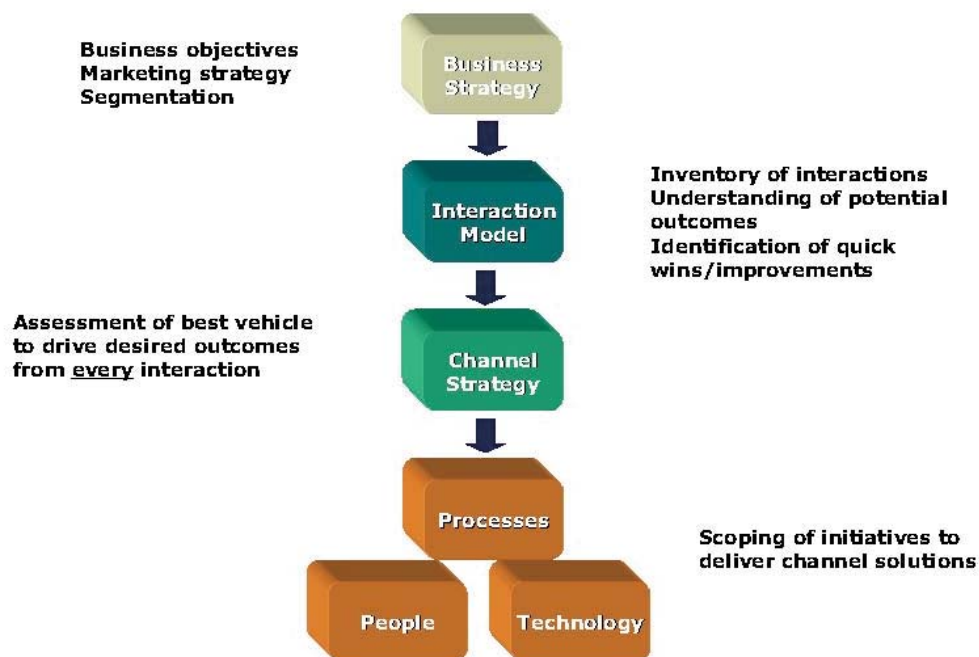 Business objectives
Marketing strategy
Segmentation
Business
Strategy
Interaction
Model
Inventory of interactions
Understanding of potential
outcomes
Identification of quick
wins/improvements
Assessment of best vehicle
to drive desired outcomes
from every interaction
Channel
Strategy
Processes
Scoping of initiatives to
deliver channel solutions
People
Technology